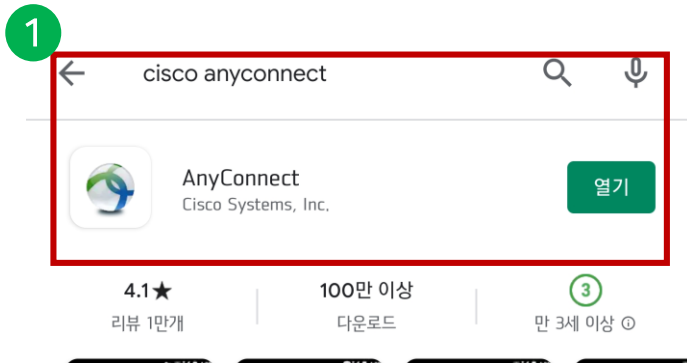 1
cisco anyconnect
AnyConnect
Cisco Systems, Inc.
열기
4.1★
리뷰 1만개
100만 이상
다운로드
3
만 3세 이상